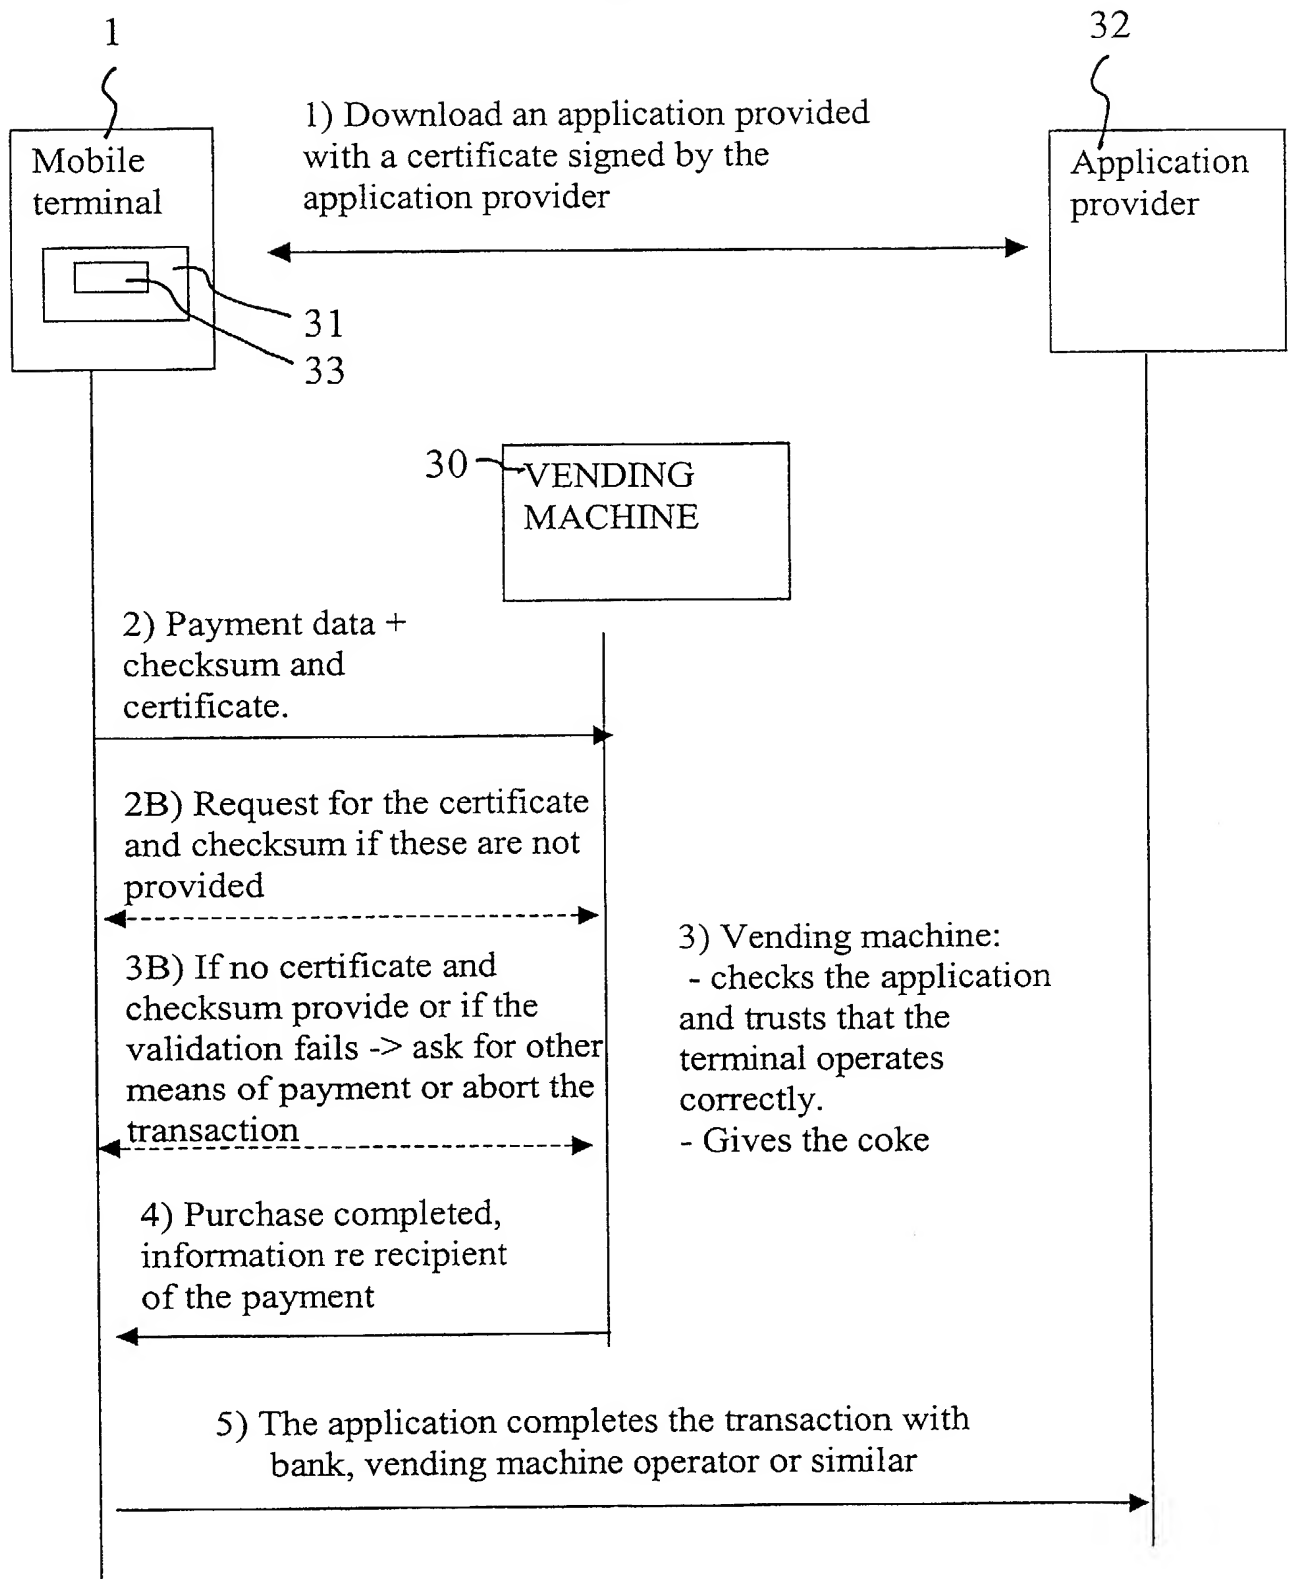 1
32
1) Download an application provided
with a certificate signed by the
application provider
Mobile
terminal
Application
provider
31
33
30
VENDING
MACHINE
2) Payment data +
checksum and
certificate.
2B) Request for the certificate
and checksum if these are not
provided
3B) If no certificate and
checksum provide or if the
validation fails -> ask for other
means of payment or abort the
transaction
3) Vending machine:
- checks the application
and trusts that the
terminal operates
correctly.
- Gives the coke
4) Purchase completed,
information re recipient
of the payment
5) The application completes the transaction with
bank, vending machine operator or similar